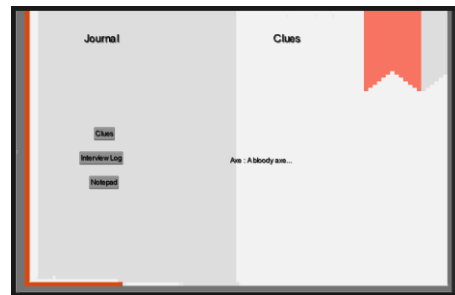 Journal
Clues
Clues
Interview Log
Notepad
Axe : A bloody axe...